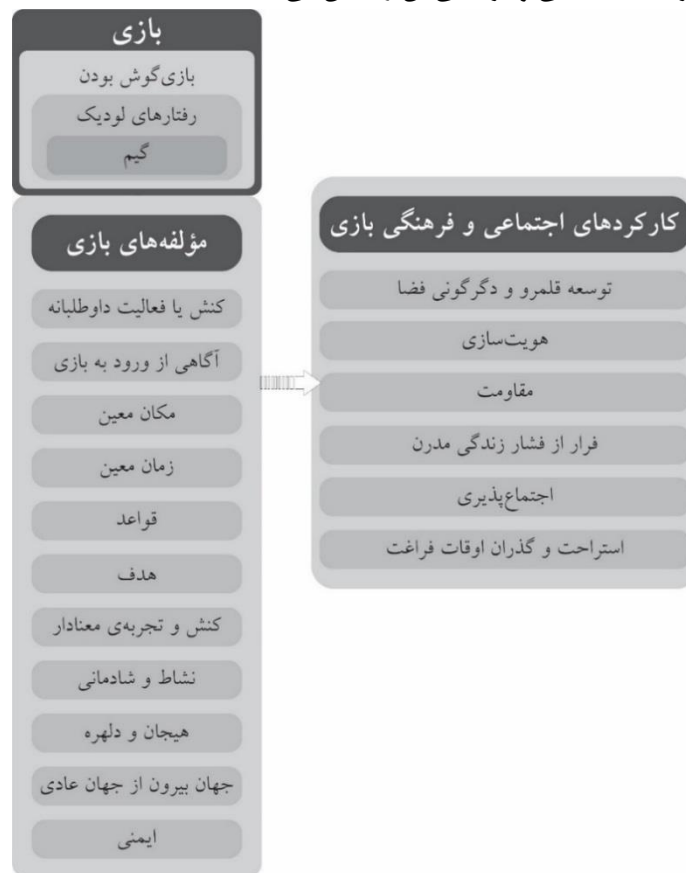 بازی
بازی‌گوش بودن
رفتارهای لودیک
گیم
مؤلفه‌های بازی
کنش یا فعالیت داوطلبانه
آگاهی از ورود به بازی
مکان معین
زمان معین
قواعد
هدف
کنش و تجربه‌ی معنادار
نشاط و شادمانی
هیجان و دلهره
جهان بیرون از جهان عادی
ایمنی
کارکردهای اجتماعی و فرهنگی بازی
توسعه قلمرو و دگرگونی فضا
هویت‌سازی
مقاومت
فرار از فشار زندگی مدرن
اجتماع‌پذیری
استراحت و گذران اوقات فراغت